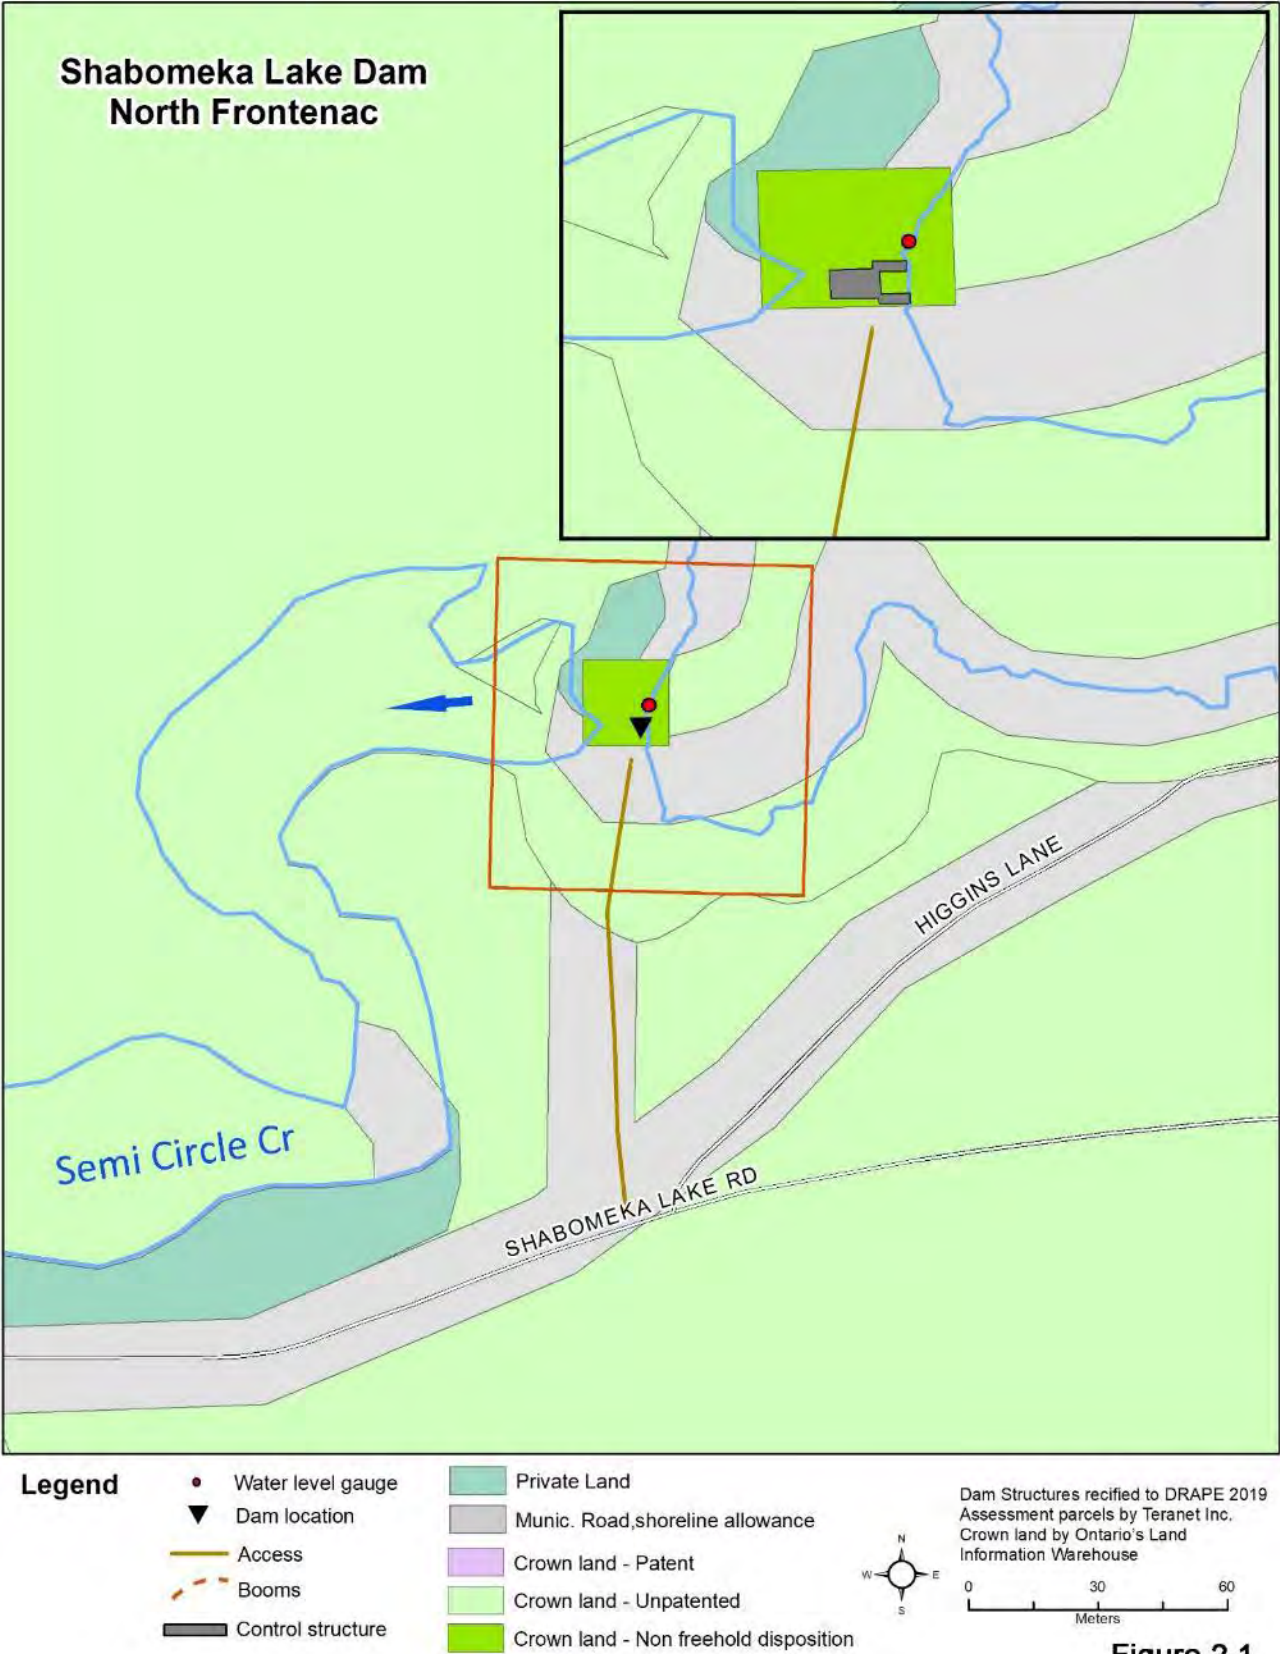 Shabomeka Lake Dam
North Frontenac
HIGGINS LANE
Semi Circle Cr
SHABOMEKA LAKE RD
Legend
Water level gauge
Dam location
Access
Booms
Control structure
Private Land
Munic. Road,shoreline allowance
Crown land - Patent
Crown land - Unpatented
Crown land - Non freehold disposition
N
W
E
S
Dam Structures recified to DRAPE 2019
Assessment parcels by Teranet Inc.
Crown land by Ontario's Land
Information Warehouse
0 30 60
Meters
Figure 2.1